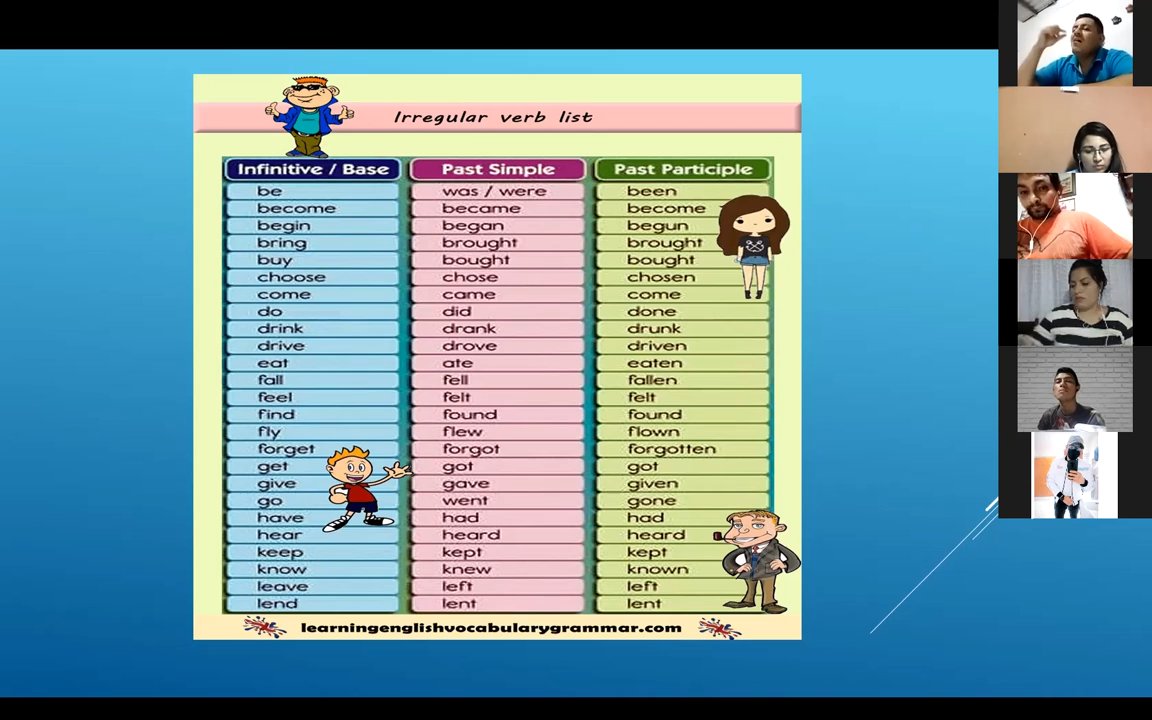 Irregular verb list
Infinitive / Base Past Simple Past Participle
be was / were been
become became become
begin began begun
bring brought brought
buy bought bought
choose chose chosen
come came come
do did done
drink drank drunk
drive drove driven
eat ate eaten
fall fell fallen
feel felt felt
find found found
fly flew flown
forget forgot forgotten
get got got
give gave given
go went gone
have had had
hear heard heard
keep kept kept
know knew known
leave left left
lend lent lent
learningenglishvocabularygrammar.com